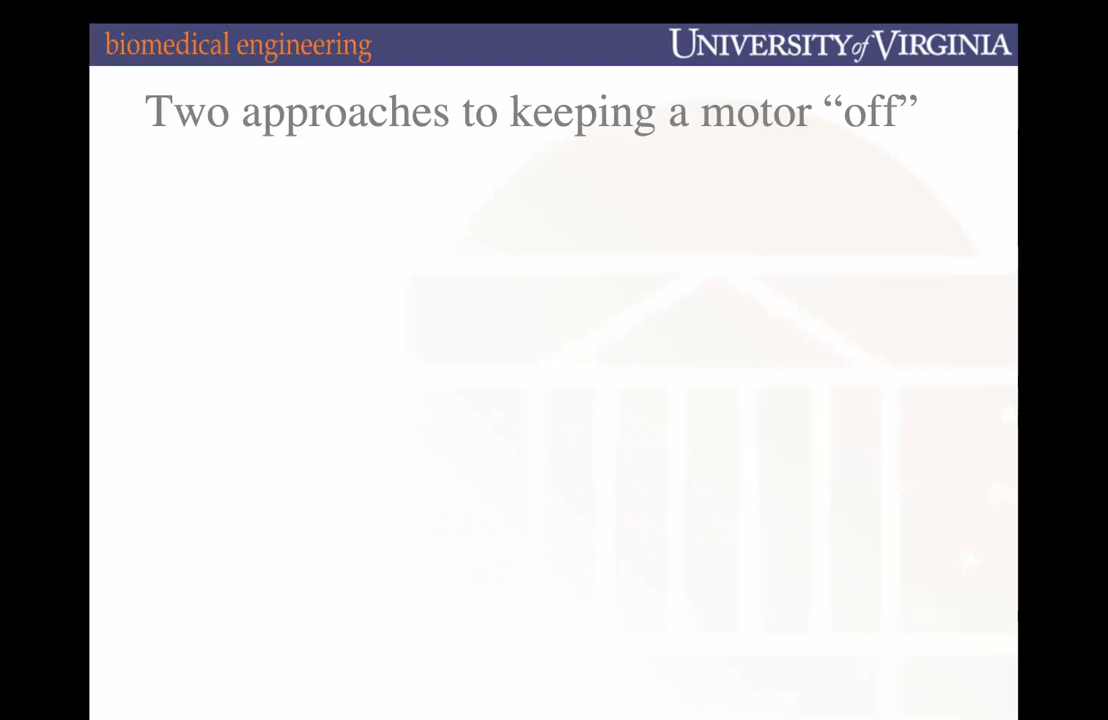 biomedical engineering
UNIVERSITY of VIRGINIA
Two approaches to keeping a motor “off”